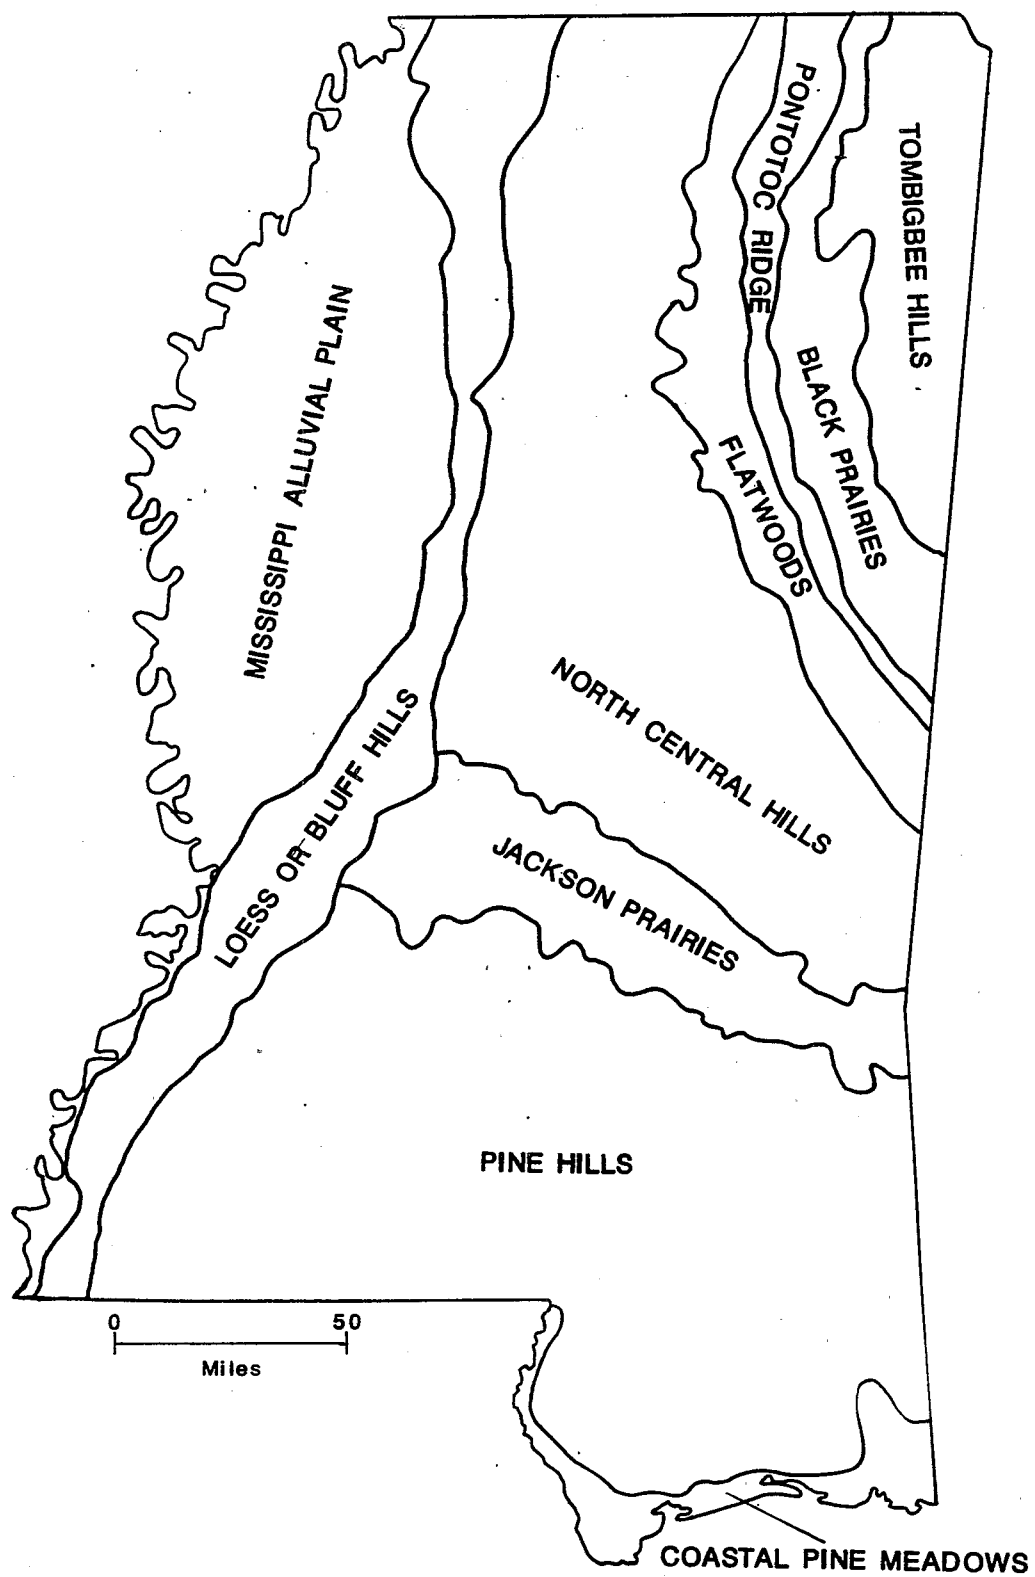 PONTOTOC RIDGE
TOMBIGBEE HILLS
MISSISSIPPI ALLUVIAL PLAIN
BLACK PRAIRIES
FLATWOODS
NORTH CENTRAL HILLS
LOESS OR BLUFF HILLS
JACKSON PRAIRIES
PINE HILLS
0 50
Miles
COASTAL PINE MEADOWS